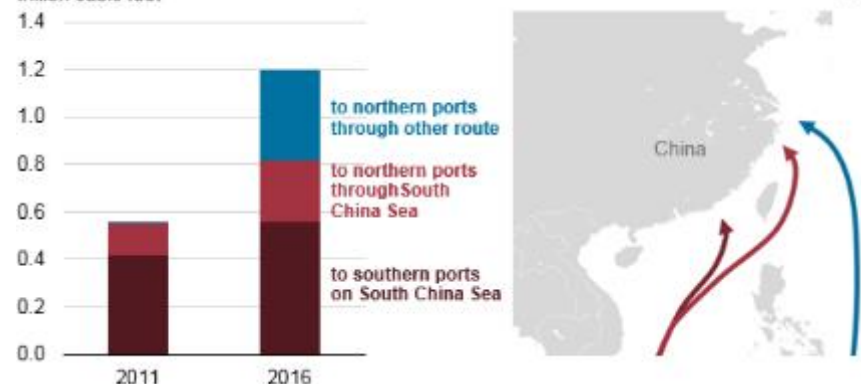 1.4
1.2
1.0
0.8
0.6
0.4
0.2
0.0
2011
2016
to northern ports
through other route
to northern ports
through South
China Sea
to southern ports
on South China Sea
China